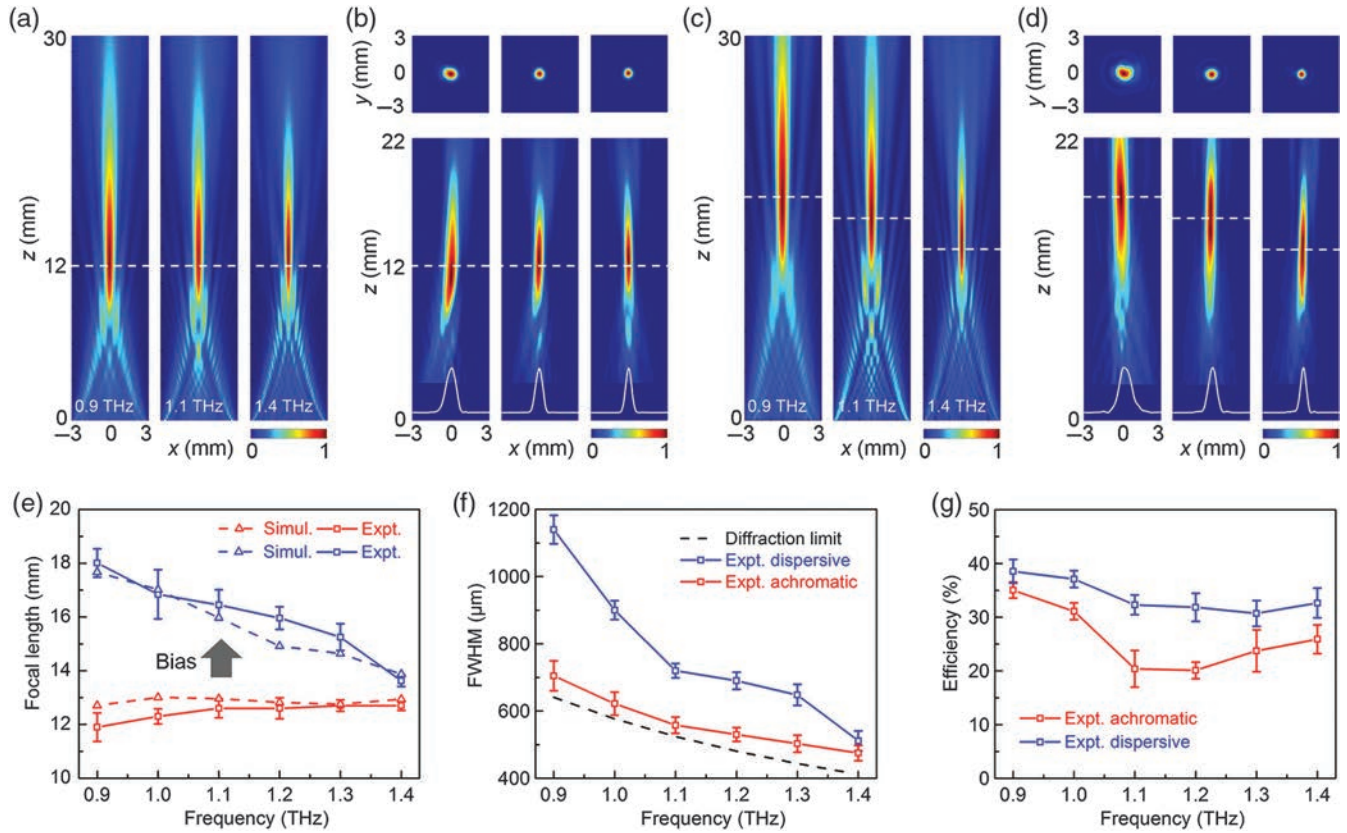 (a)
30
z (mm)
12
0
0.9 THz
1.1 THz
1.4 THz
–3
0
3
x (mm)
0
1
(b)
3
0
–3
y (mm)
22
12
z (mm)
0
–3
0
3
x (mm)
0
1
(c)
30
z (mm)
0
0.9 THz
1.1 THz
1.4 THz
–3
0
3
x (mm)
0
1
(d)
3
0
–3
y (mm)
22
z (mm)
0
–3
0
3
x (mm)
0
1
(e)
20
18
16
14
12
10
Focal length (mm)
Simul.
Expt.
Simul.
Expt.
Bias
0.9 1.0 1.1 1.2 1.3 1.4
Frequency (THz)
(f)
1200
1000
800
600
400
FWHM (µm)
Diffraction limit
Expt. dispersive
Expt. achromatic
0.9 1.0 1.1 1.2 1.3 1.4
Frequency (THz)
(g)
50
40
30
20
10
0
Efficiency (%)
Expt. achromatic
Expt. dispersive
0.9 1.0 1.1 1.2 1.3 1.4
Frequency (THz)